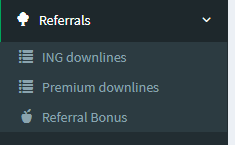 Referrals
ING downlines
Premium downlines
Referral Bonus